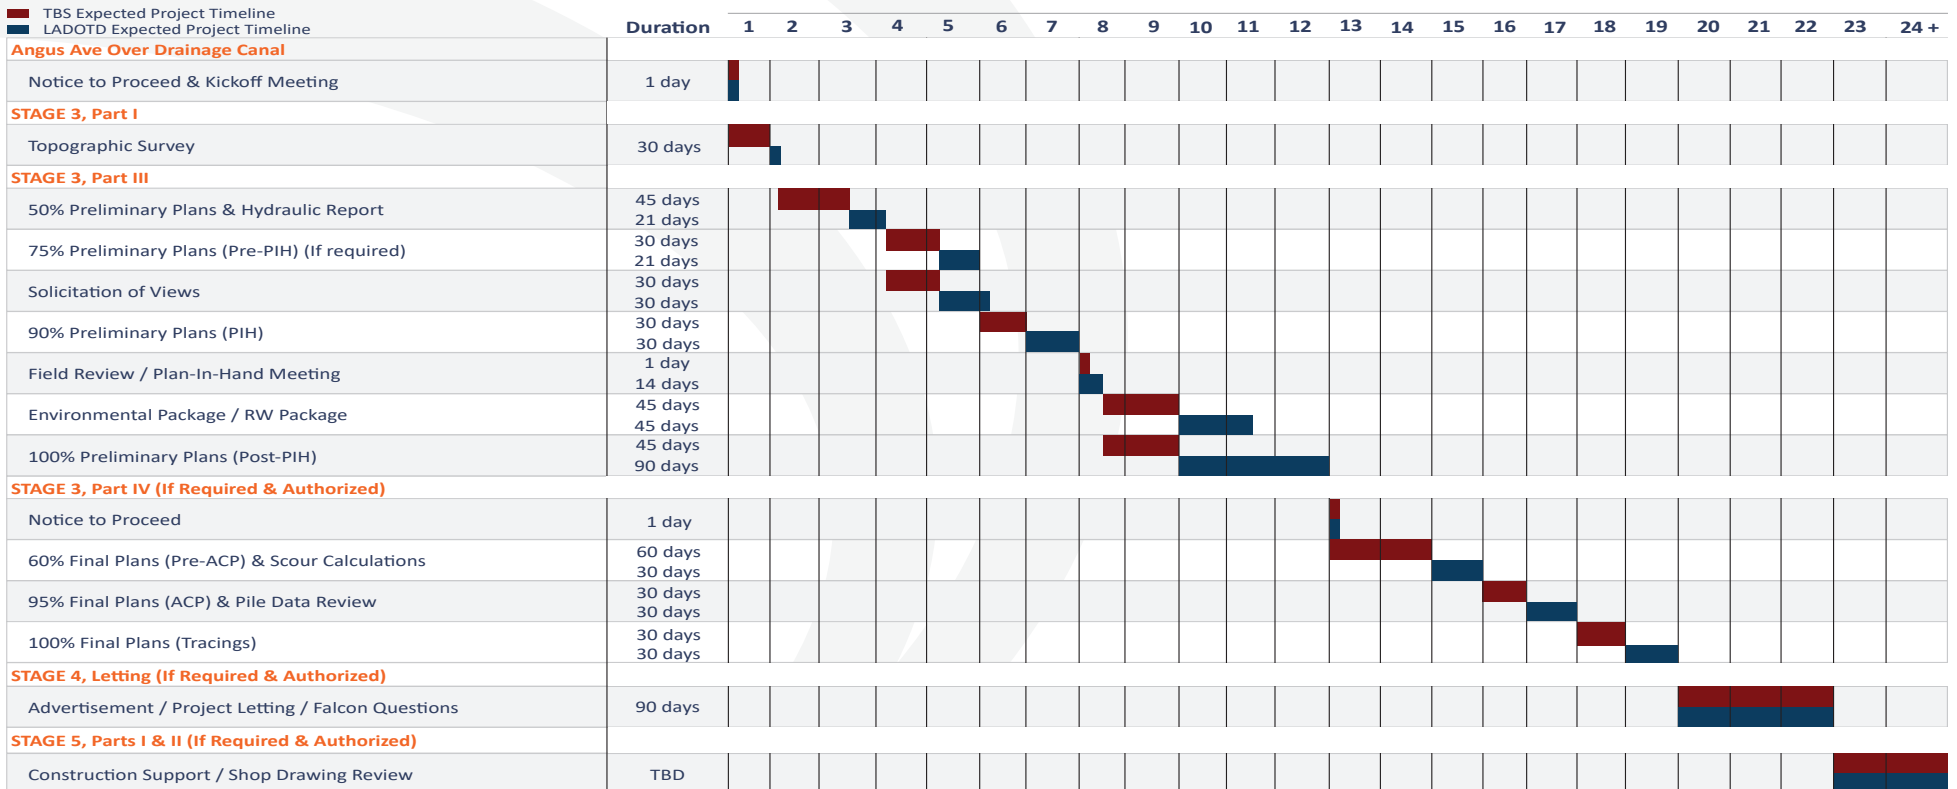 TBS Expected Project Timeline
LADOTD Expected Project Timeline
Duration 1 2 3 4 5 6 7 8 9 10 11 12 13 14 15 16 17 18 19 20 21 22 23 24 +
Angus Ave Over Drainage Canal
Notice to Proceed & Kickoff Meeting 1 day
STAGE 3, Part I
Topographic Survey 30 days
STAGE 3, Part III
50% Preliminary Plans & Hydraulic Report 45 days
21 days
75% Preliminary Plans (Pre-PIH) (If required) 30 days
21 days
Solicitation of Views 30 days
30 days
90% Preliminary Plans (PIH) 30 days
30 days
Field Review / Plan-In-Hand Meeting 1 day
14 days
Environmental Package / RW Package 45 days
45 days
100% Preliminary Plans (Post-PIH) 45 days
90 days
STAGE 3, Part IV (If Required & Authorized)
Notice to Proceed 1 day
60% Final Plans (Pre-ACP) & Scour Calculations 60 days
30 days
95% Final Plans (ACP) & Pile Data Review 30 days
30 days
100% Final Plans (Tracings) 30 days
30 days
STAGE 4, Letting (If Required & Authorized)
Advertisement / Project Letting / Falcon Questions 90 days
STAGE 5, Parts I & II (If Required & Authorized)
Construction Support / Shop Drawing Review TBD